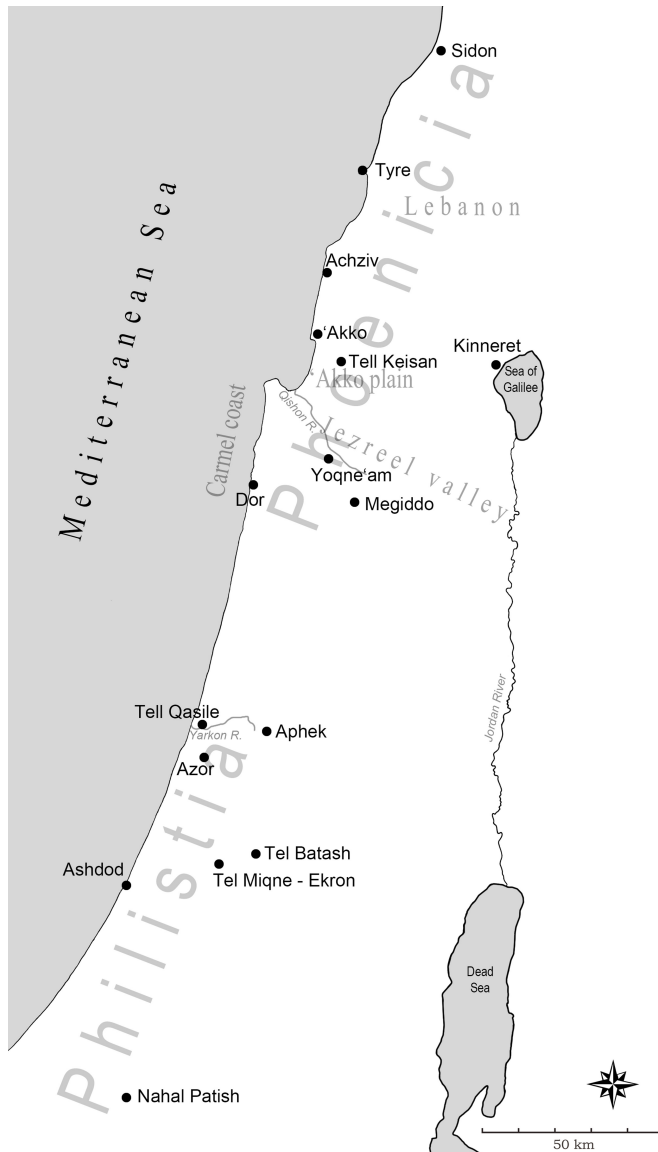 Sidon
Phoenicia
Tyre
Lebanon
Mediterranean Sea
Achziv
‘Akko
Kinneret
Tell Keisan
Sea of
Galilee
‘Akko plain
Carmel coast
Qishon R.
Jezreel valley
Yoqne‘am
Dor
Megiddo
Jordan River
Tell Qasile
Aphek
Yarkon R.
Azor
Philistia
Tel Batash
Ashdod
Tel Miqne - Ekron
Dead
Sea
Nahal Patish
50 km